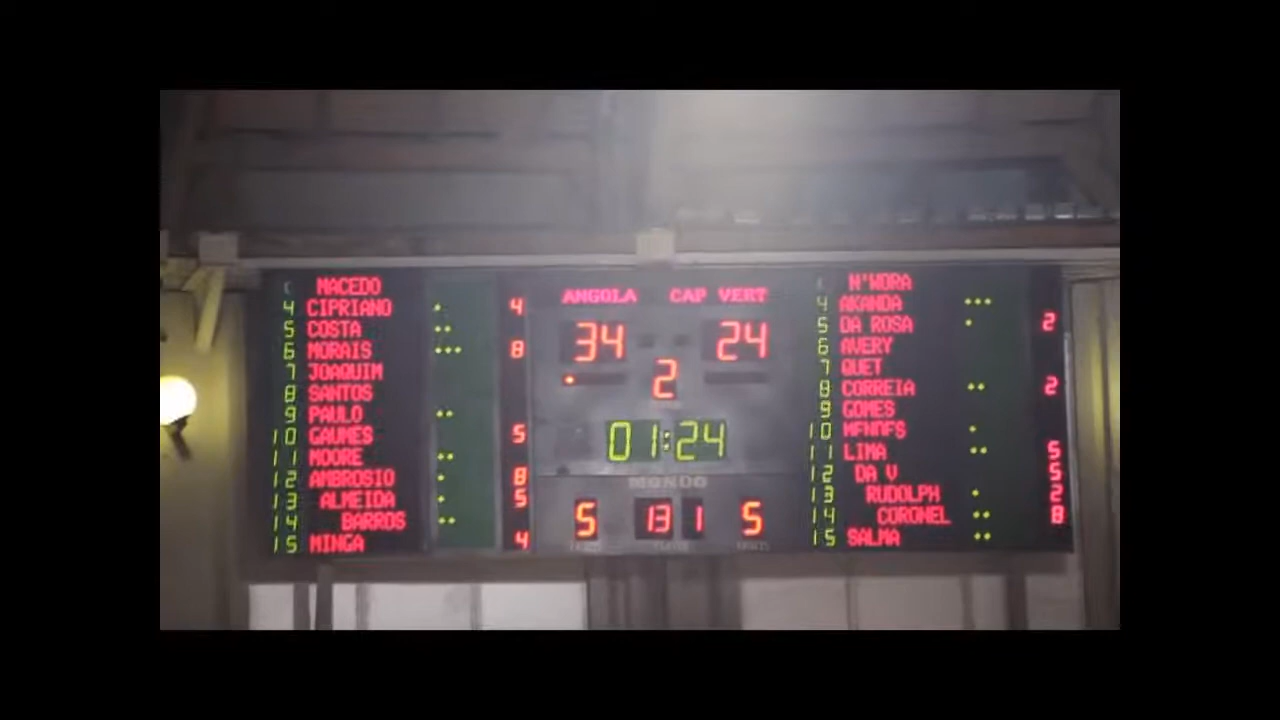 MACEDO
4 CIPRIANO 4
5 COSTA
6 MORAIS 8
7 JOAQUIM
8 SANTOS
9 PAULO
10 GAUMES 5
11 MOORE
12 AMBROSIO 8
13 ALMEIDA 5
14 BARROS
15 MINGA 4
ANGOLA CAP VERT
34 24
2
01:24
MONDO
5 13 1 5
N'WORA
4 AKANDA
5 DA ROSA 2
6 AVERY
7 QUET
8 CORREIA 2
9 GOMES
10
11 LIMA 5
12 DA V 5
13 RUDOLPH 2
14 CORONEL 8
15 SALMA